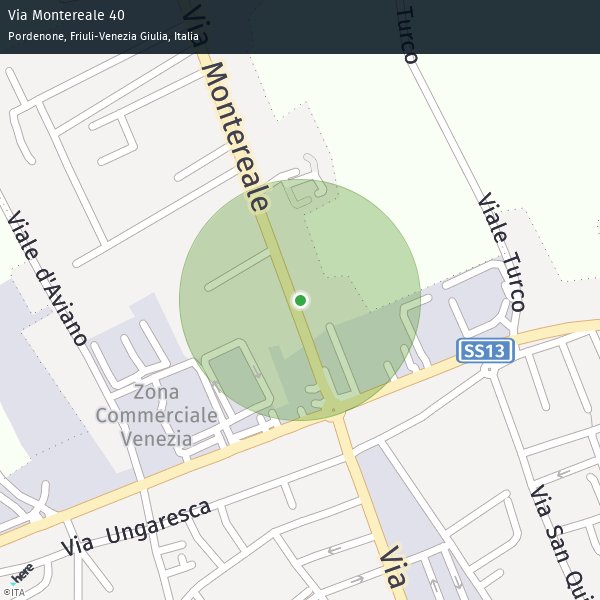 Via Montereale 40
Pordenone, Friuli-Venezia Giulia, Italia
Via Montereale
Turco
Viale Turco
Viale d'Aviano
SS13
Zona
Commerciale
Venezia
Via Ungaresca
Via
Via San Qui
here
©ITA